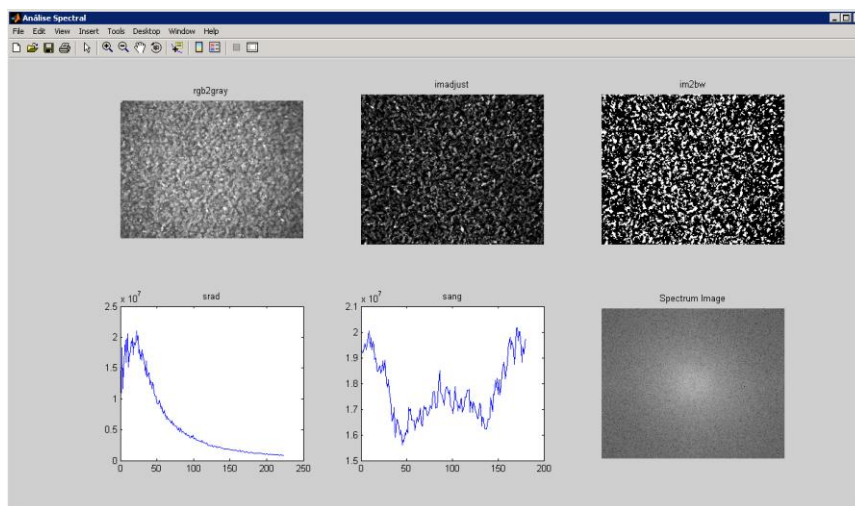 Análise Spectral
File Edit View Insert Tools Desktop Window Help
rgb2gray
imadjust
im2bw
srad
x 10^7
2.5
2
1.5
1
0.5
0
0 50 100 150 200 250
sang
x 10^7
2.1
2
1.9
1.8
1.7
1.6
1.5
0 50 100 150 200
Spectrum Image